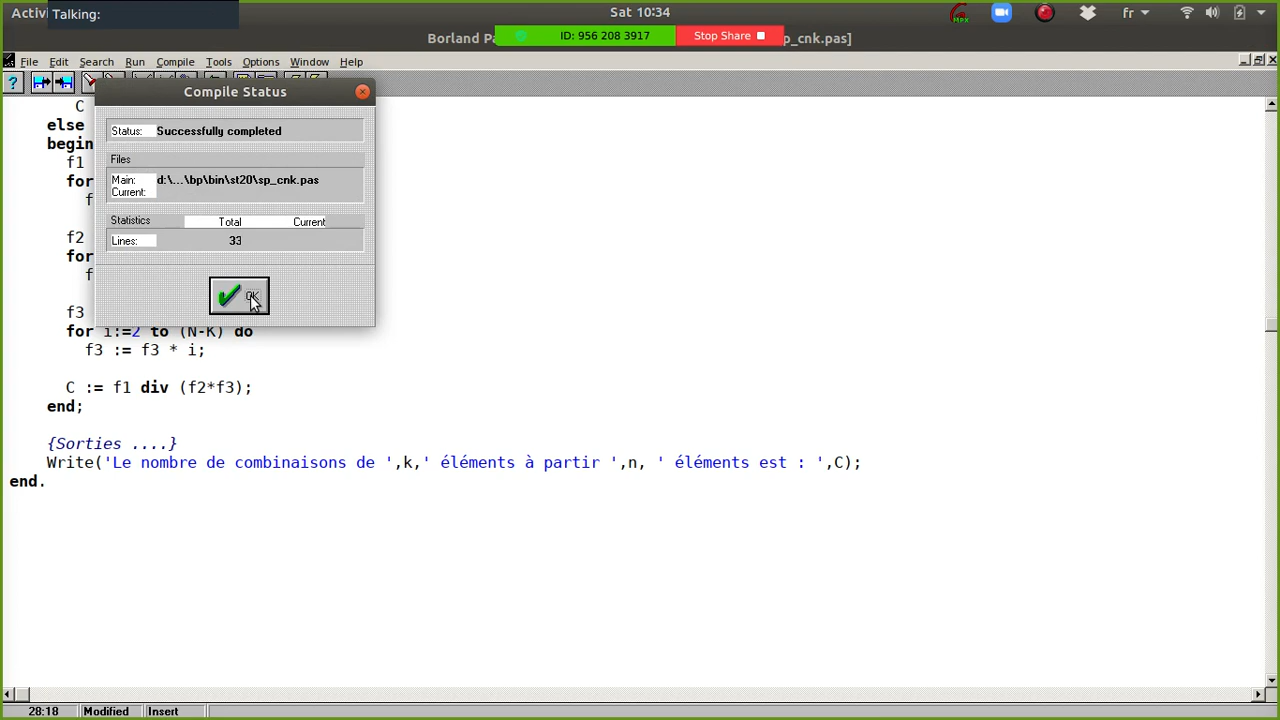 Activi
Talking:
Sat 10:34
fr
Borland Pa
ID: 956 208 3917
Stop Share
p_cnk.pas]
File Edit Search Run Compile Tools Options Window Help
Compile Status
Status: Successfully completed
Files
Main: d:\...\bp\bin\st20\sp_cnk.pas
Current:
Statistics Total Current
Lines: 33
OK
C
else
begin
f1
for
f
f2
for
f
f3
for i:=2 to (N-K) do
f3 := f3 * i;
C := f1 div (f2*f3);
end;
{Sorties ....}
Write('Le nombre de combinaisons de ',k,' éléments à partir ',n, ' éléments est : ',C);
end.
28:18 Modified Insert